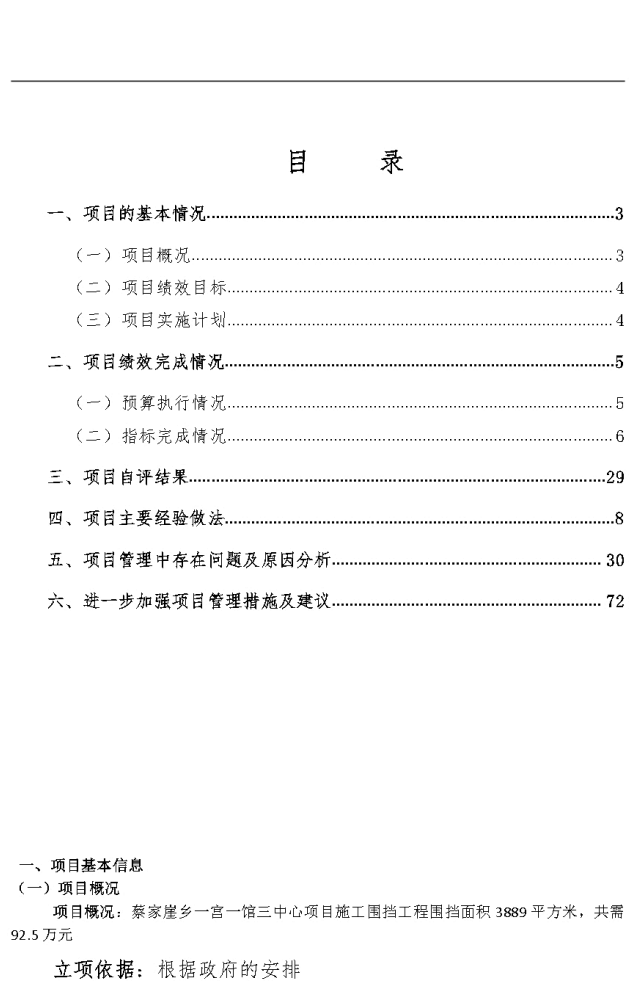 目 录
一、项目的基本情况................................3
（一）项目概况................................3
（二）项目绩效目标................................4
（三）项目实施计划................................4
二、项目绩效完成情况................................5
（一）预算执行情况................................5
（二）指标完成情况................................6
三、项目自评结果................................29
四、项目主要经验做法................................8
五、项目管理中存在问题及原因分析................................30
六、进一步加强项目管理措施及建议................................72
一、项目基本信息
（一）项目概况
项目概况：蔡家崖乡一宫一馆三中心项目施工围挡工程围挡面积 3889 平方米，共需
92.5 万元
立项依据：根据政府的安排